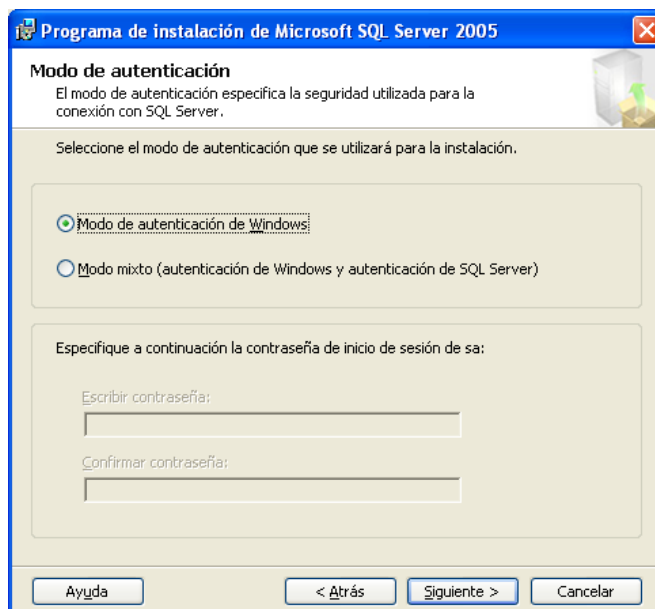 Programa de instalación de Microsoft SQL Server 2005
Modo de autenticación
El modo de autenticación especifica la seguridad utilizada para la
conexión con SQL Server.
Seleccione el modo de autenticación que se utilizará para la instalación.
Modo de autenticación de Windows
Modo mixto (autenticación de Windows y autenticación de SQL Server)
Especifique a continuación la contraseña de inicio de sesión de sa:
Escribir contraseña:
Confirmar contraseña:
Ayuda
< Atrás
Siguiente >
Cancelar